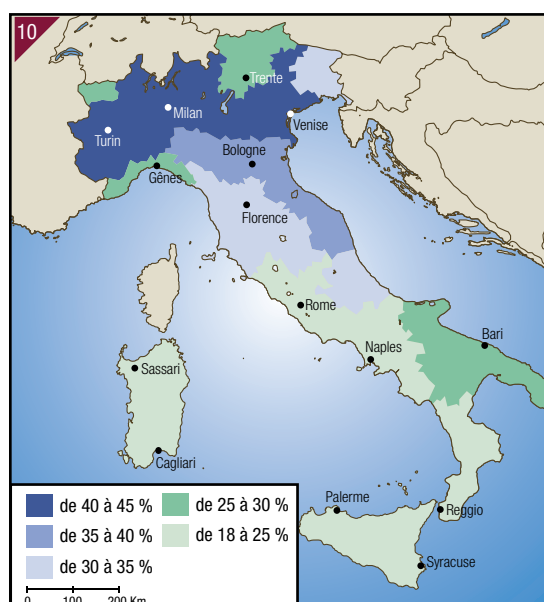 10
Trente
Milan
Turin
Venise
Bologne
Gênes
Florence
Rome
Naples
Bari
Sassari
Cagliari
Palerme
Reggio
Syracuse
de 40 à 45 %
de 25 à 30 %
de 35 à 40 %
de 18 à 25 %
de 30 à 35 %
0 100 200 Km